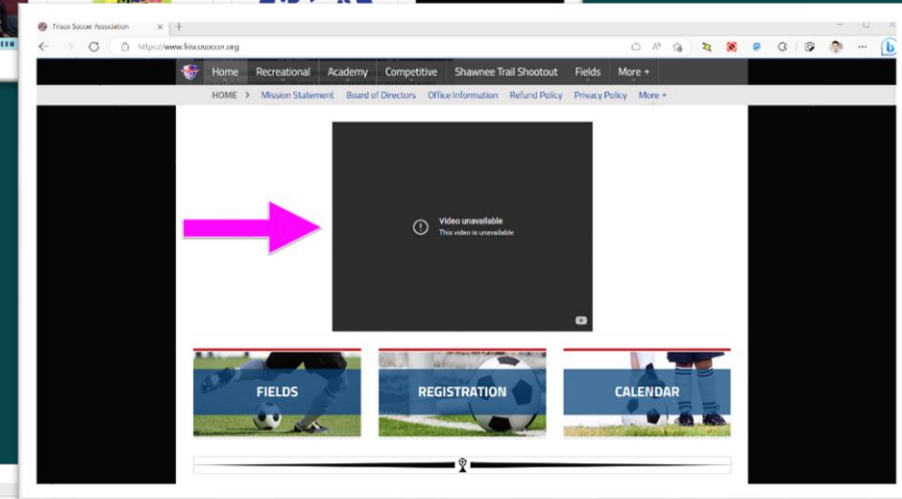 Frisco Soccer Association
https://www.friscosoccer.org
Home Recreational Academy Competitive Shawnee Trail Shootout Fields More +
HOME > Mission Statement Board of Directors Office Information Refund Policy Privacy Policy More +
Video unavailable
This video is unavailable
FIELDS REGISTRATION CALENDAR